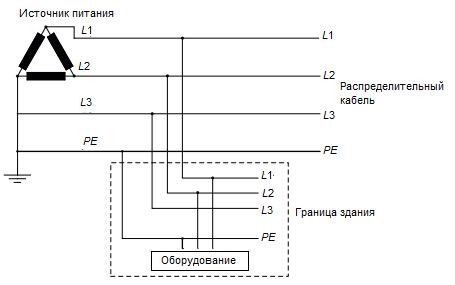 Источник питания
L1
L1
L2
L2
Распределительный
кабель
L3
L3
PE
PE
L1
L2
L3
Граница здания
PE
Оборудование